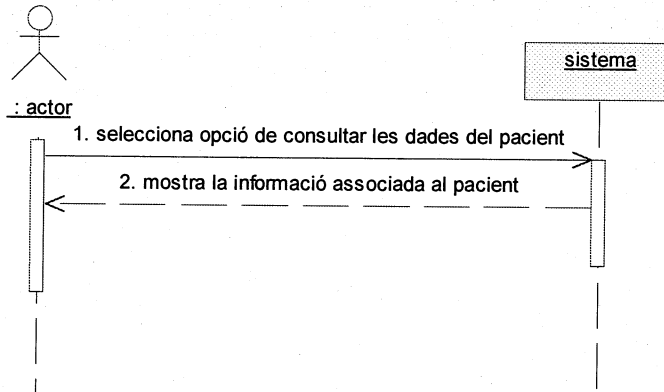 sistema
: actor
1. selecciona opció de consultar les dades del pacient
2. mostra la informació associada al pacient